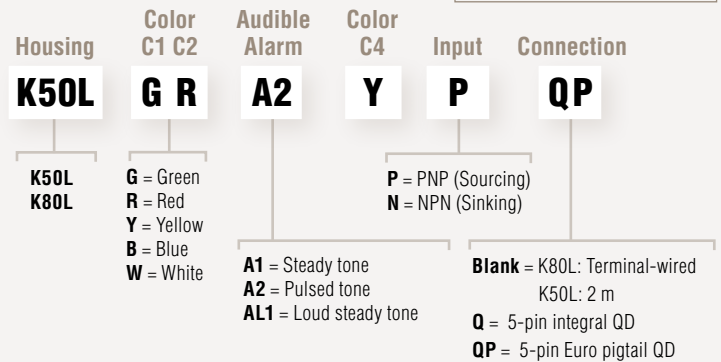 Housing
Color
C1 C2
Audible
Alarm
Color
C4
Input
Connection
K50L
G R
A2
Y
P
QP
K50L
K80L
G = Green
R = Red
Y = Yellow
B = Blue
W = White
A1 = Steady tone
A2 = Pulsed tone
AL1 = Loud steady tone
P = PNP (Sourcing)
N = NPN (Sinking)
Blank = K80L: Terminal-wired
K50L: 2 m
Q = 5-pin integral QD
QP = 5-pin Euro pigtail QD